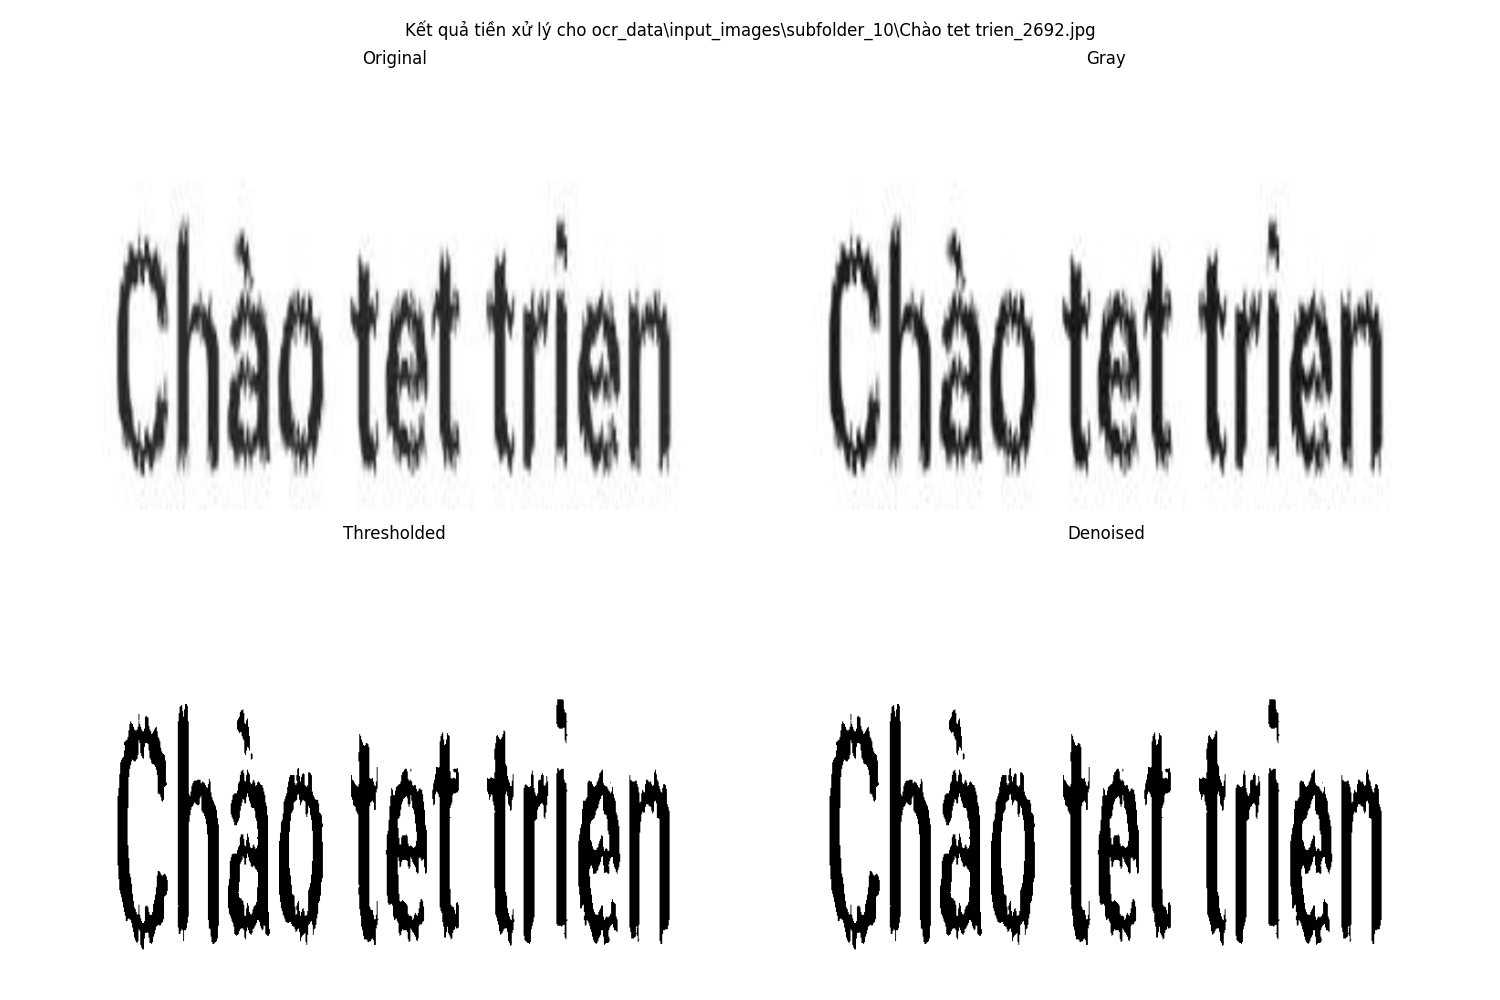 Kết quả tiền xử lý cho ocr_data\input_images\subfolder_10\Chào tet trien_2692.jpg
Original
Gray
Chào tet trien
Chào tet trien
Thresholded
Denoised
Chào tet trien
Chào tet trien